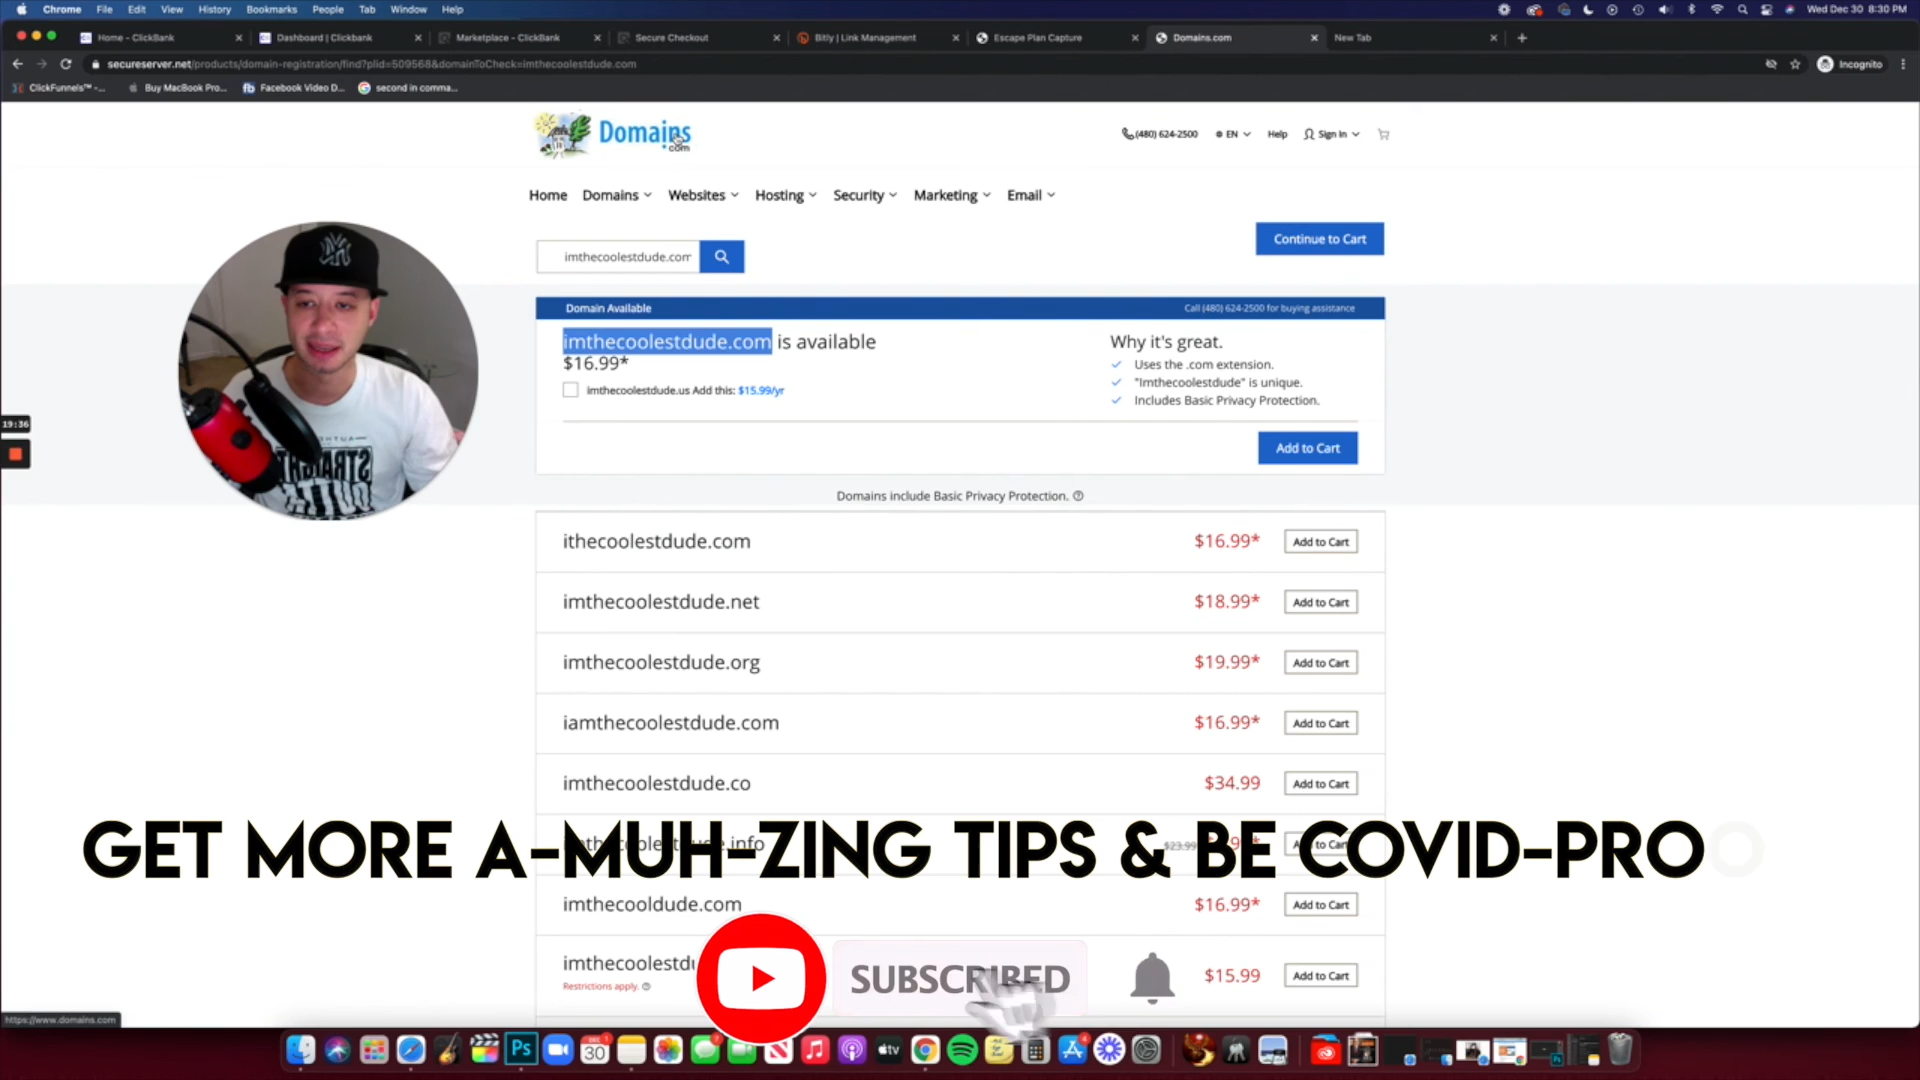 Chrome File Edit View History Bookmarks People Tab Window Help Wed Dec 30 8:30 PM
Home - ClickBank Dashboard | Clickbank Marketplace - ClickBank Secure Checkout Bitly | Link Management Escape Plan Capture Domains.com New Tab
secureserver.net/products/domain-registration/find?plid=509568&domainToCheck=imthecoolestdude.com Incognito
ClickFunnels™ -... Buy MacBook Pro... Facebook Video D... second in comma...
Domains
.com
(480) 624-2500 EN Help Sign In
Home Domains Websites Hosting Security Marketing Email
Continue to Cart
imthecoolestdude.com
Domain Available Call (480) 624-2500 for buying assistance
imthecoolestdude.com is available
$16.99*
imthecoolestdude.us Add this: $15.99/yr
Why it's great.
Uses the .com extension.
"Imthecoolestdude" is unique.
Includes Basic Privacy Protection.
Add to Cart
19:36
Domains include Basic Privacy Protection.
ithecoolestdude.com $16.99* Add to Cart
imthecoolestdude.net $18.99* Add to Cart
imthecoolestdude.org $19.99* Add to Cart
iamthecoolestdude.com $16.99* Add to Cart
imthecoolestdude.co $34.99 Add to Cart
GET MORE A-MUH-ZING TIPS & BE COVID-PROO
imthecooldude.com $16.99* Add to Cart
$15.99 Add to Cart
Restrictions apply.
SUBSCRIBED
https://www.domains.com
DEC
30
Ps
tv